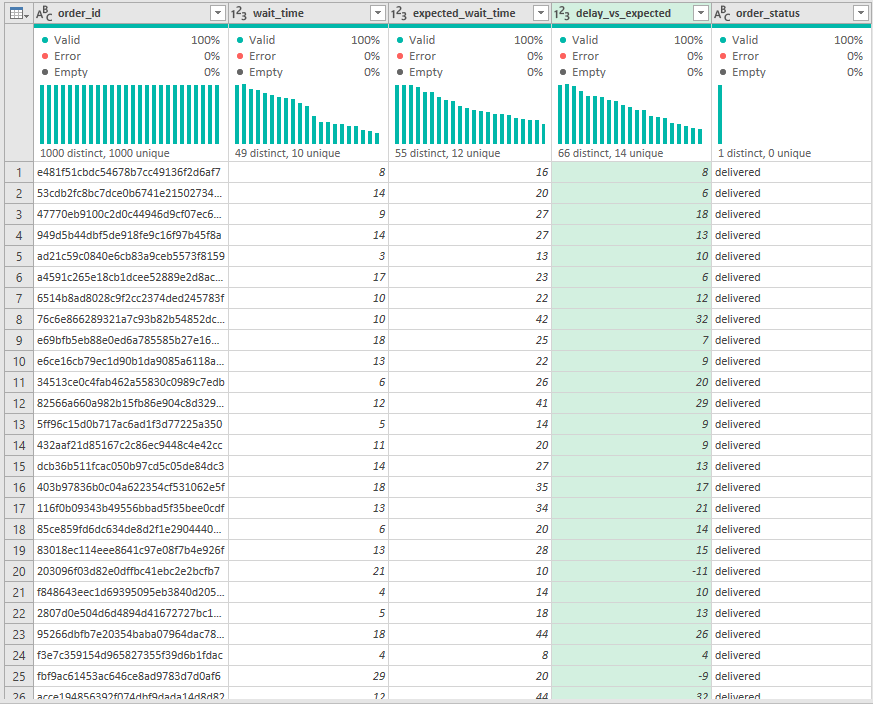 ABC order_id 123 wait_time 123 expected_wait_time 123 delay_vs_expected ABC order_status
Valid 100% Valid 100% Valid 100% Valid 100% Valid 100%
Error 0% Error 0% Error 0% Error 0% Error 0%
Empty 0% Empty 0% Empty 0% Empty 0% Empty 0%
1000 distinct, 1000 unique 49 distinct, 10 unique 55 distinct, 12 unique 66 distinct, 14 unique 1 distinct, 0 unique
1 e481f51cbdc54678b7cc49136f2d6af7 8 16 8 delivered
2 53cdb2fc8bc7dce0b6741e21502734... 14 20 6 delivered
3 47770eb9100c2d0c44946d9cf07ec6... 9 27 18 delivered
4 949d5b44dbf5de918fe9c16f97b45f8a 14 27 13 delivered
5 ad21c59c0840e6cb83a9ceb5573f8159 3 13 10 delivered
6 a4591c265e18cb1dcee52889e2d8ac... 17 23 6 delivered
7 6514b8ad8028c9f2cc2374ded245783f 10 22 12 delivered
8 76c6e866289321a7c93b82b54852dc... 10 42 32 delivered
9 e69bfb5eb88e0ed6a785585b27e16... 18 25 7 delivered
10 e6ce16cb79ec1d90b1da9085a6118a... 13 22 9 delivered
11 34513ce0c4fab462a55830c0989c7edb 6 26 20 delivered
12 82566a660a982b15fb86e904c8d329... 12 41 29 delivered
13 5ff96c15d0b717ac6ad1f3d77225a350 5 14 9 delivered
14 432aaf21d85167c2c86ec9448c4e42cc 11 20 9 delivered
15 dcb36b511fcac050b97cd5c05de84dc3 14 27 13 delivered
16 403b97836b0c04a622354cf531062e5f 18 35 17 delivered
17 116f0b09343b49556bbad5f35bee0cdf 13 34 21 delivered
18 85ce859fd6dc634de8d2f1e2904440... 6 20 14 delivered
19 83018ec114eee8641c97e08f7b4e926f 13 28 15 delivered
20 203096f03d82e0dffbc41ebc2e2bcfb7 21 10 -11 delivered
21 f848643eec1d69395095eb3840d205... 4 14 10 delivered
22 2807d0e504d6d4894d41672727bc1... 5 18 13 delivered
23 95266dbfb7e20354baba07964dac78... 18 44 26 delivered
24 f3e7c359154d965827355f39d6b1fdac 4 8 4 delivered
25 fbf9ac61453ac646ce8ad9783d7d0af6 29 20 -9 delivered
26 acce194856392f074dbf9dada14d8d82 12 44 32 delivered